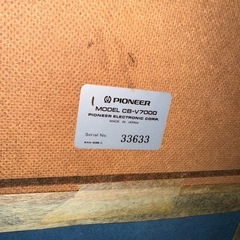 PIONEER
MODEL CB-V7000
PIONEER ELECTRONIC CORP.
MADE IN JAPAN
Serial No. 33633